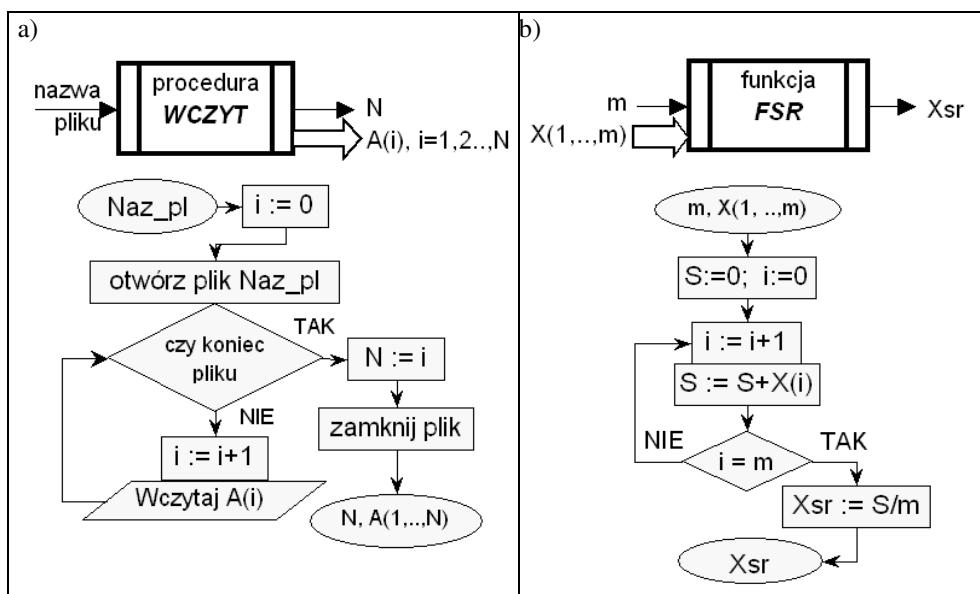 a)
nazwa
pliku
procedura
WCZYT
N
A(i), i=1,2..,N
Naz_pl
i := 0
otwórz plik Naz_pl
czy koniec
pliku
TAK
N := i
zamknij plik
NIE
i := i+1
Wczytaj A(i)
N, A(1,..,N)
b)
m
X(1,..,m)
funkcja
FSR
Xsr
m, X(1, ..,m)
S:=0; i:=0
i := i+1
S := S+X(i)
NIE
i = m
TAK
Xsr := S/m
Xsr